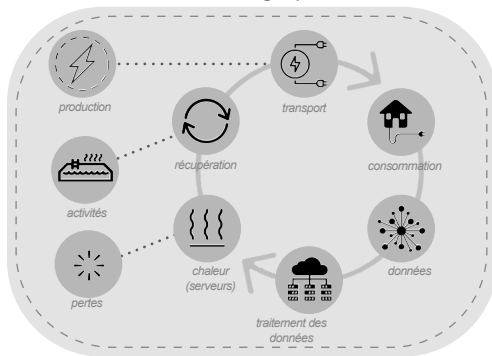 production
transport
récupération
consommation
activités
chaleur
(serveurs)
données
pertes
traitement des
données